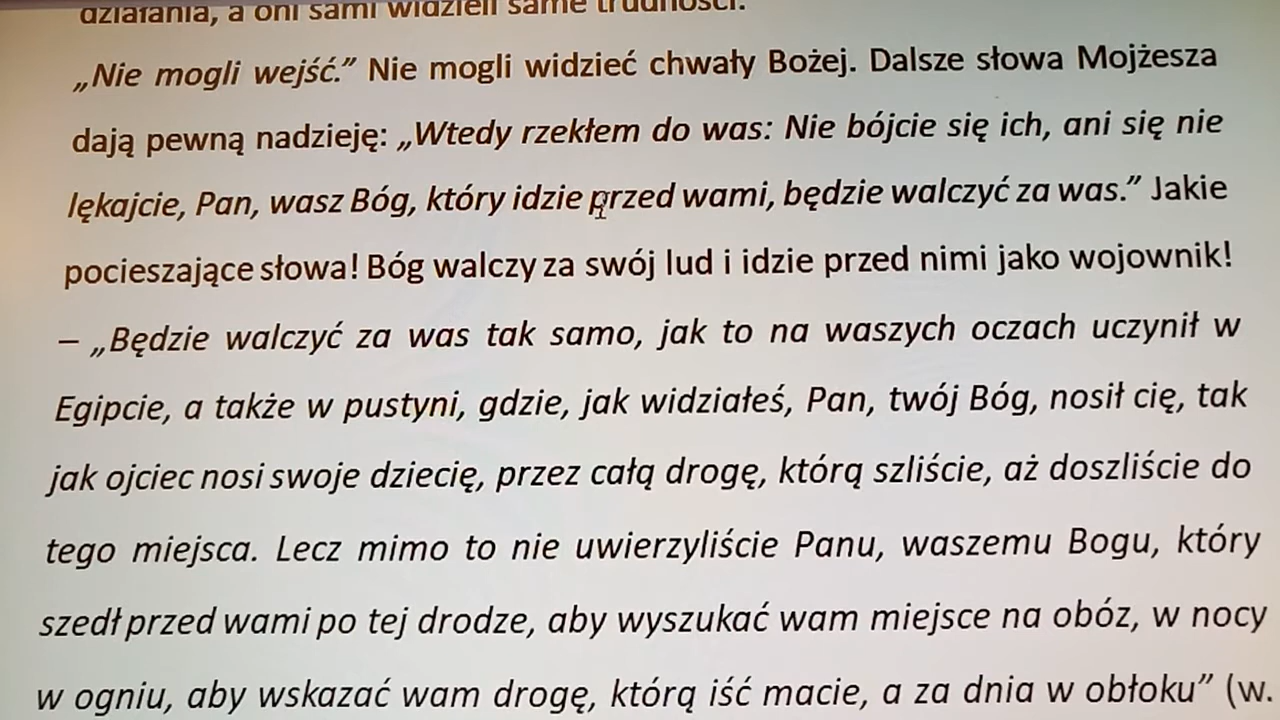 działania, a oni sami widzieli same trudności.
„Nie mogli wejść.” Nie mogli widzieć chwały Bożej. Dalsze słowa Mojżesza
dają pewną nadzieję: „Wtedy rzekłem do was: Nie bójcie się ich, ani się nie
lękajcie, Pan, wasz Bóg, który idzie przed wami, będzie walczyć za was.” Jakie
pocieszające słowa! Bóg walczy za swój lud i idzie przed nimi jako wojownik!
– „Będzie walczyć za was tak samo, jak to na waszych oczach uczynił w
Egipcie, a także w pustyni, gdzie, jak widziałeś, Pan, twój Bóg, nosił cię, tak
jak ojciec nosi swoje dziecię, przez całą drogę, którą szliście, aż doszliście do
tego miejsca. Lecz mimo to nie uwierzyliście Panu, waszemu Bogu, który
szedł przed wami po tej drodze, aby wyszukać wam miejsce na obóz, w nocy
w ogniu, aby wskazać wam drogę, którą iść macie, a za dnia w obłoku” (w.